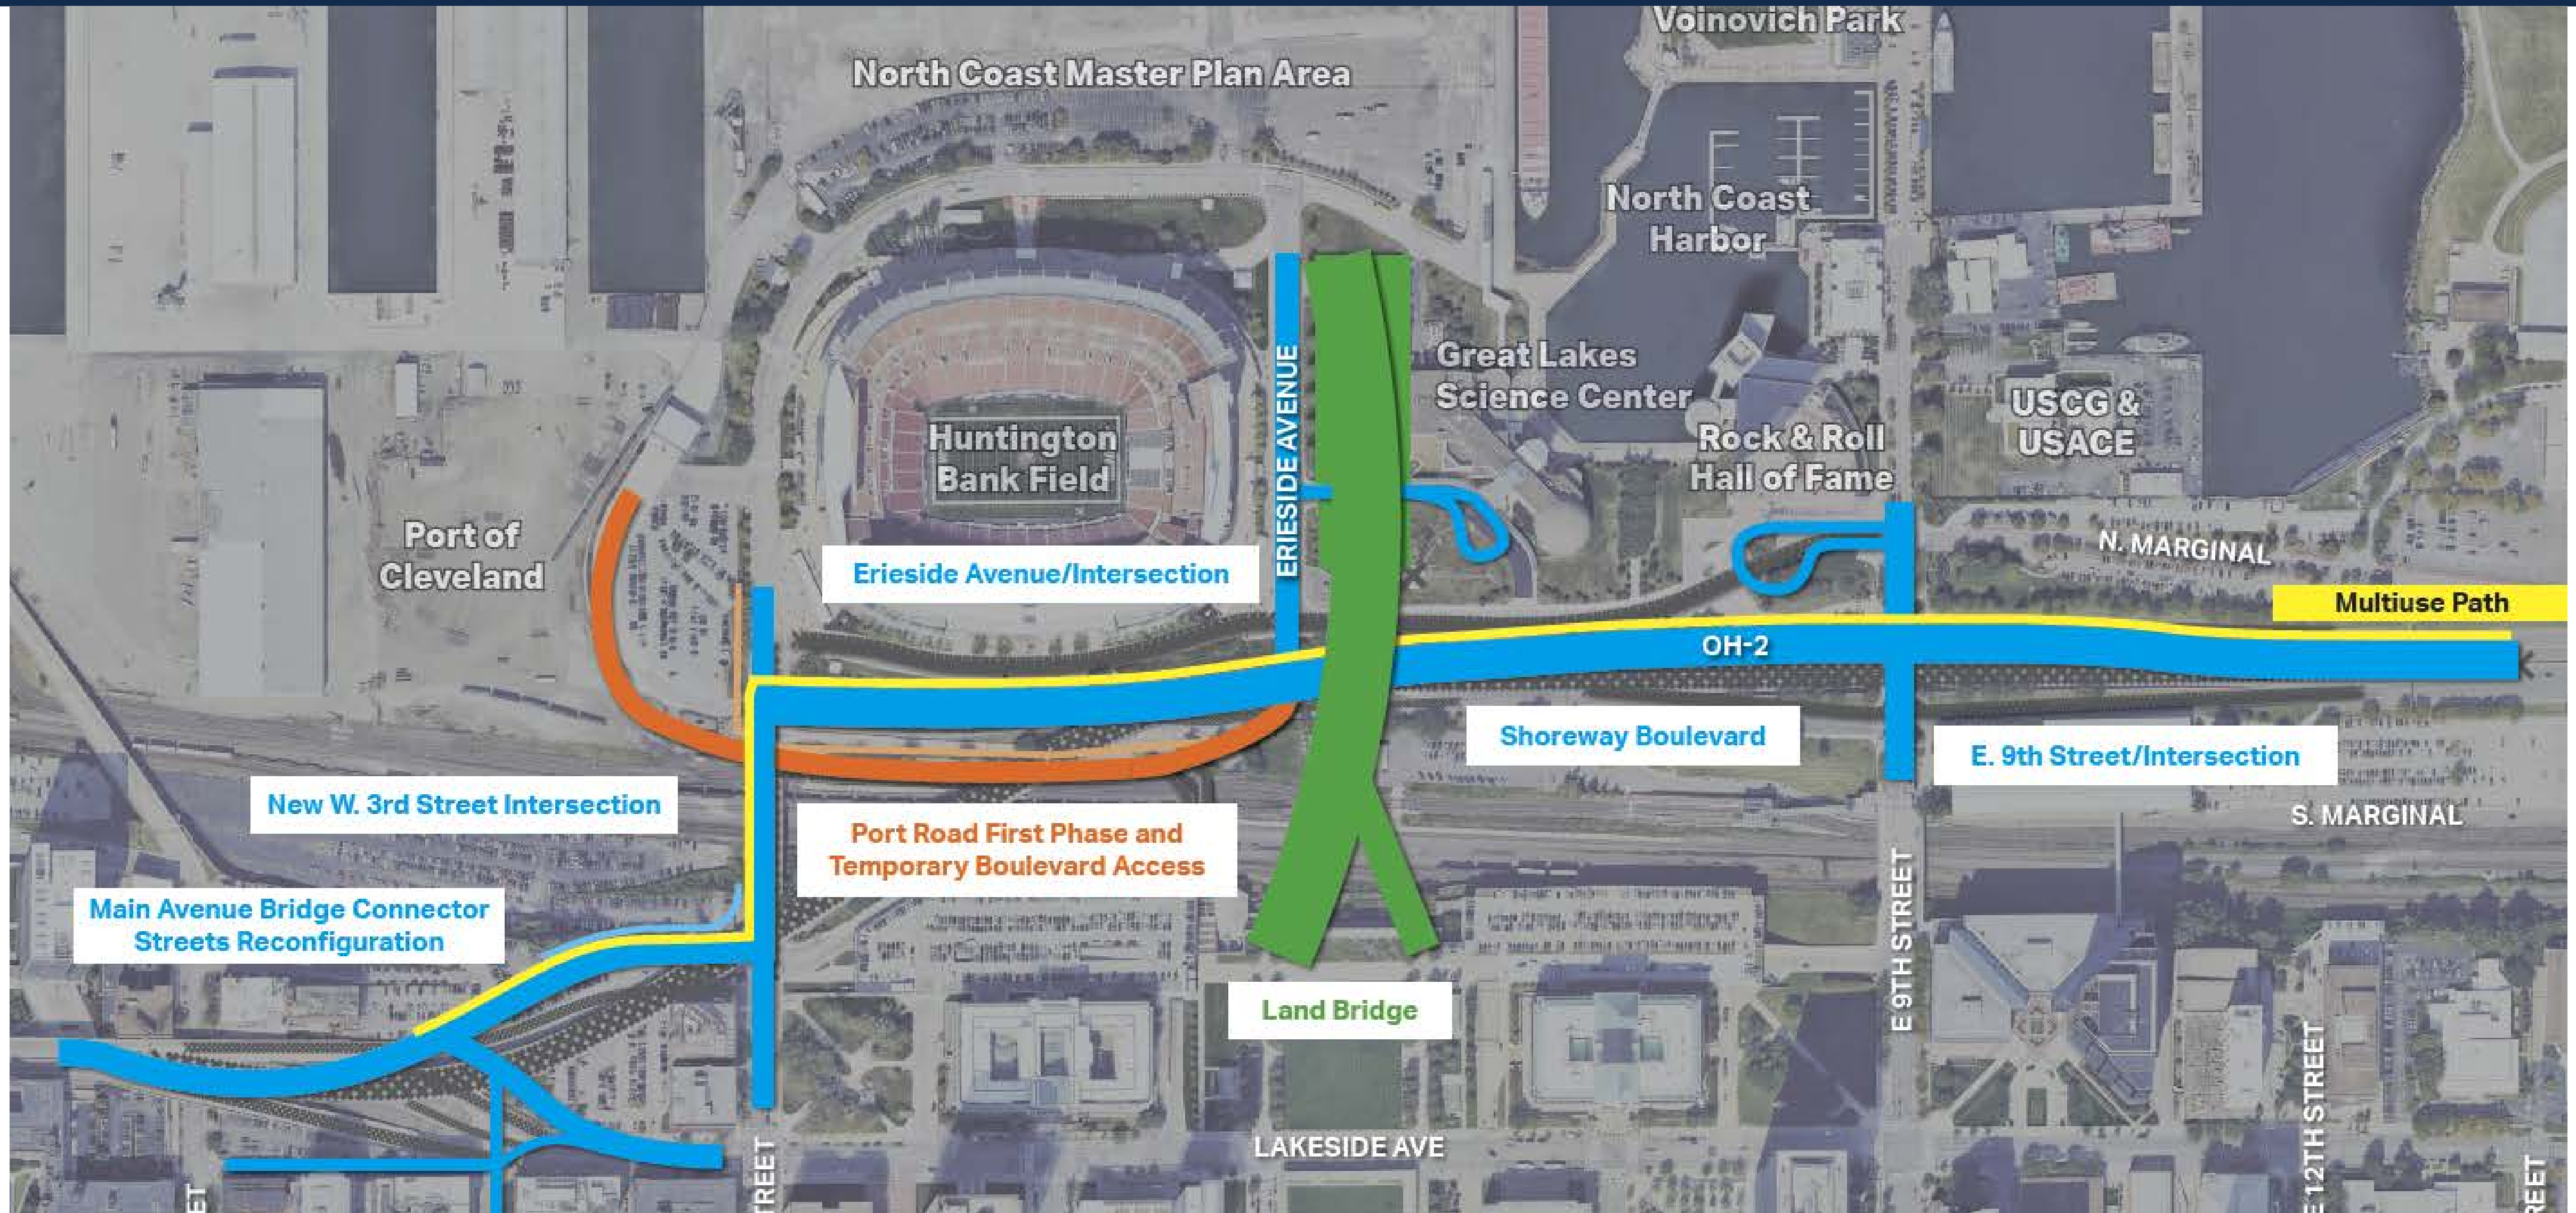 Voinovich Park
North Coast Master Plan Area
North Coast
Harbor
Great Lakes
Science Center
ERIESIDE AVENUE
USCG &
USACE
Huntington
Bank Field
Rock & Roll
Hall of Fame
Port of
Cleveland
N. MARGINAL
Erieside Avenue/Intersection
Multiuse Path
OH-2
Shoreway Boulevard
E. 9th Street/Intersection
New W. 3rd Street Intersection
S. MARGINAL
Port Road First Phase and
Temporary Boulevard Access
Main Avenue Bridge Connector
Streets Reconfiguration
E 9TH STREET
Land Bridge
LAKESIDE AVE
E 12TH STREET